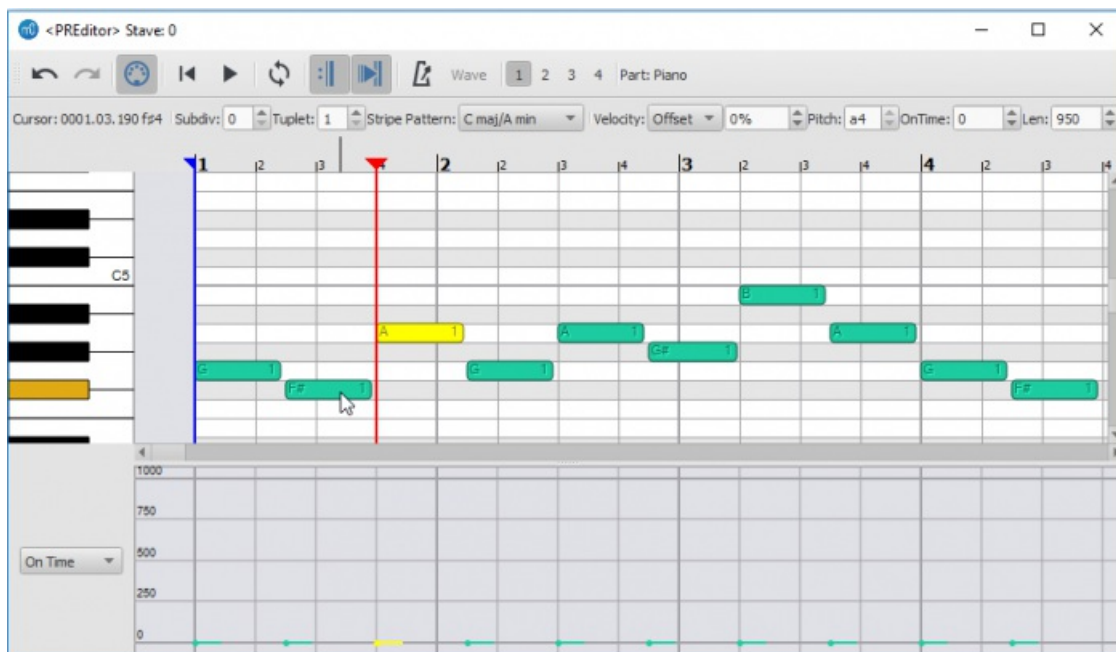 <PREditor> Stave: 0
Wave 1 2 3 4 Part: Piano
Cursor: 0001.03.190 f♯4 Subdiv: 0 Tuplet: 1 Stripe Pattern: C maj/A min Velocity: Offset 0% Pitch: a4 OnTime: 0 Len: 950
1 2 3 4 2 2 3 4 3 2 3 4 4 2 3 4
C5
B 1
A 1 A 1 A 1
G# 1
G 1 G 1 G 1
F# 1 F# 1
1000
750
500
On Time
250
0